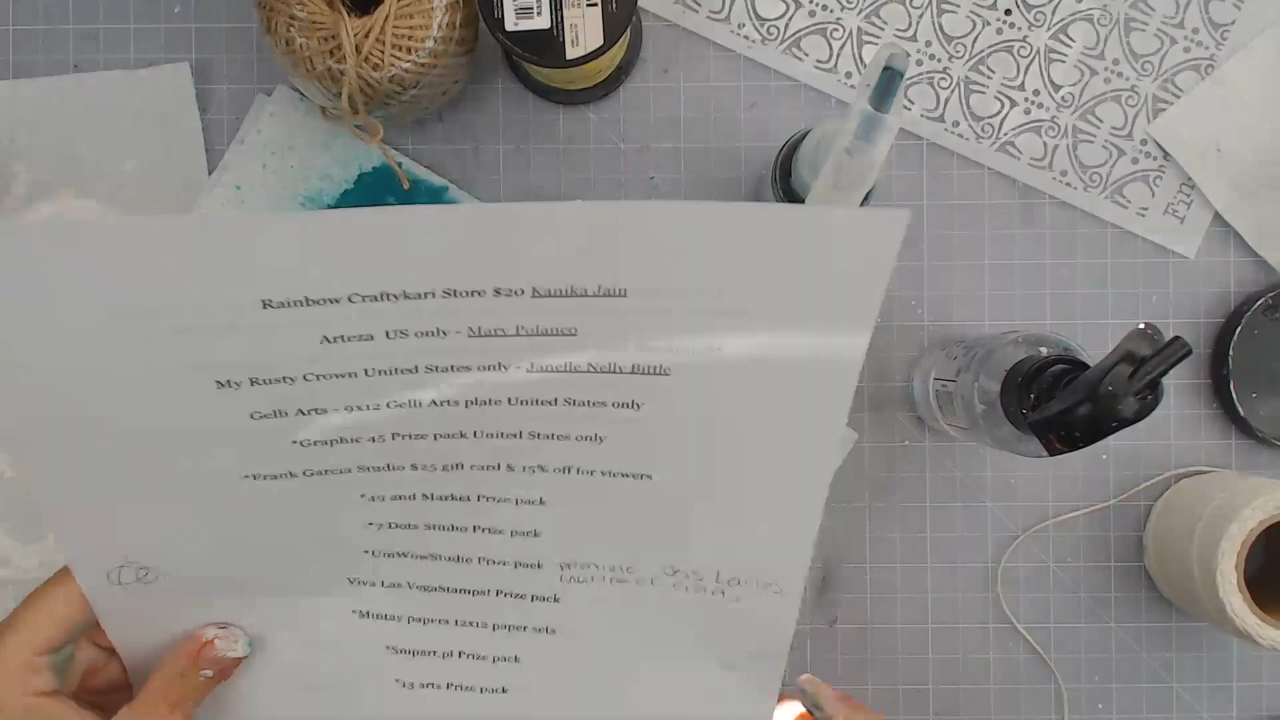 Rainbow Craftykari Store $20 Kanika Jain
Arteza US only - Mary Polanco
My Rusty Crown United States only - Janelle Nelly Bittle
Gelli Arts - 9x12 Gelli Arts plate United States only
*Graphic 45 Prize pack United States only
*Frank Garcia Studio $25 gift card & 15% off for viewers
*49 and Market Prize pack
*7 Dots Studio Prize pack
*UmWowStudio Prize pack
Viva Las VegaStamps! Prize pack
*Mintay papers 12x12 paper sets
*Snipart.pl Prize pack
*13 arts Prize pack
Fin